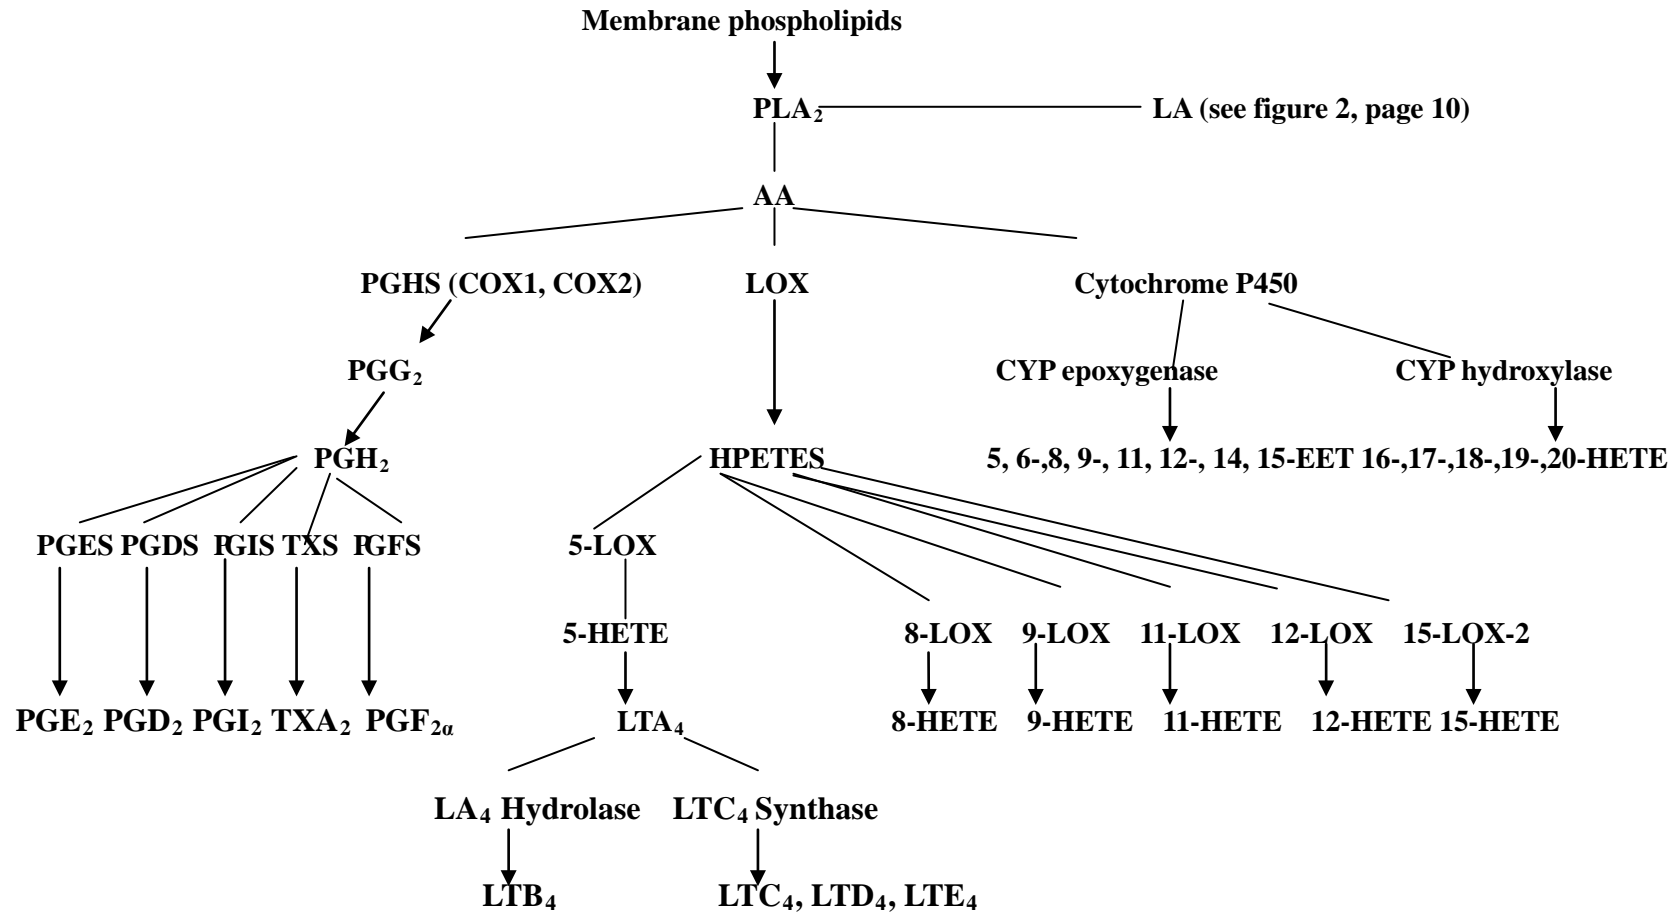 Membrane phospholipids
PLA₂ LA (see figure 2, page 10)
AA
PGHS (COX1, COX2) LOX Cytochrome P450
PGG₂ CYP epoxygenase CYP hydroxylase
PGH₂ HPETES 5, 6-,8, 9-, 11, 12-, 14, 15-EET 16-,17-,18-,19-,20-HETE
PGES PGDS PGIS TXS PGFS 5-LOX
5-HETE 8-LOX 9-LOX 11-LOX 12-LOX 15-LOX-2
PGE₂ PGD₂ PGI₂ TXA₂ PGF₂α LTA₄ 8-HETE 9-HETE 11-HETE 12-HETE 15-HETE
LA₄ Hydrolase LTC₄ Synthase
LTB₄ LTC₄, LTD₄, LTE₄